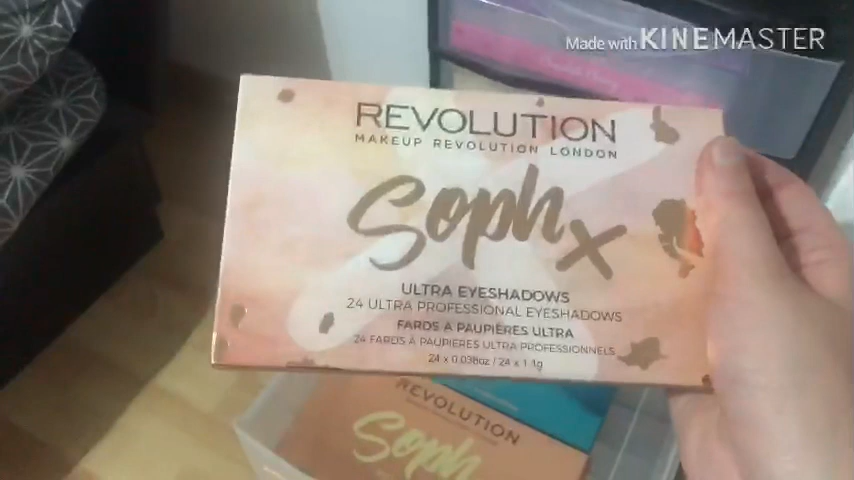 Made with KINEMASTER
REVOLUTION
MAKEUP REVOLUTION LONDON
Soph X
ULTRA EYESHADOWS
24 ULTRA PROFESSIONAL EYESHADOWS
FARDS A PAUPIÈRES ULTRA
24 FARDS A PAUPIÈRES ULTRA PROFESSIONNELS
24 x 0.038oz / 24 x 1.1g
REVOLUTION
Soph